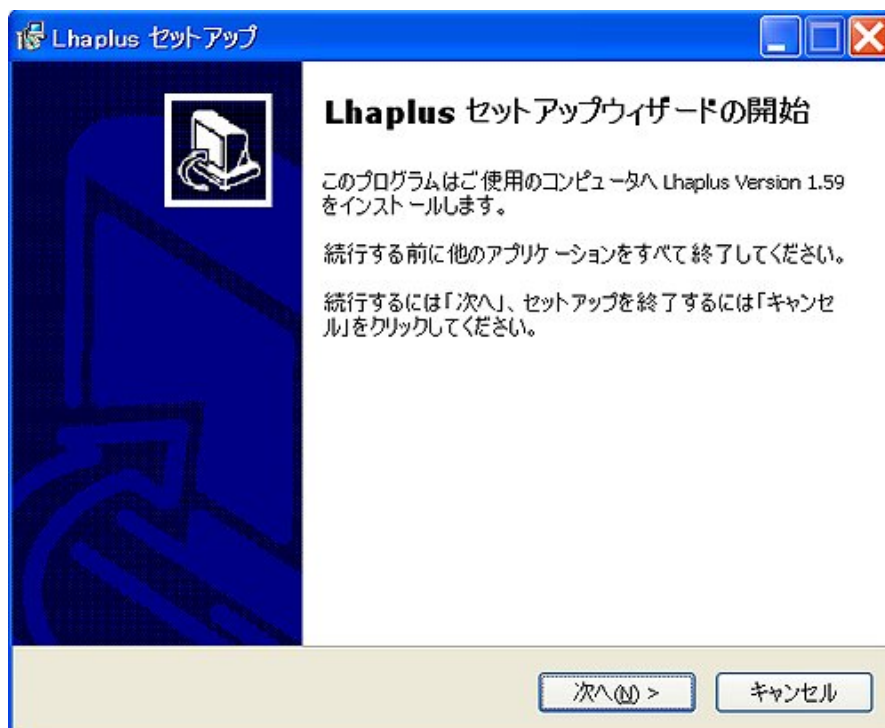 Lhaplus セットアップ
Lhaplus セットアップウィザードの開始
このプログラムはご使用のコンピュータへ Lhaplus Version 1.59
をインストールします。
続行する前に他のアプリケーションをすべて終了してください。
続行するには「次へ」、セットアップを終了するには「キャンセ
ル」をクリックしてください。
次へ(N) >
キャンセル